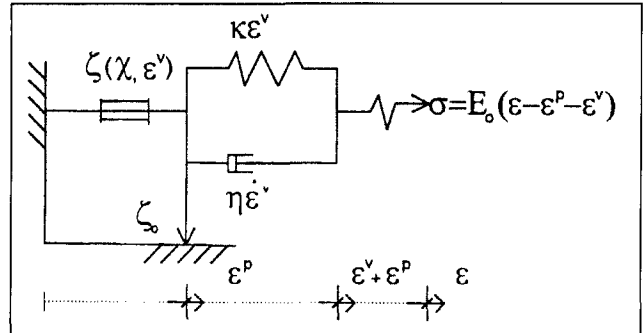 κε^v
ζ(χ, ε^v)
σ=E_o(ε−ε^p−ε^v)
ηε̇^v
ζ_o
ε^p
ε^v+ε^p
ε